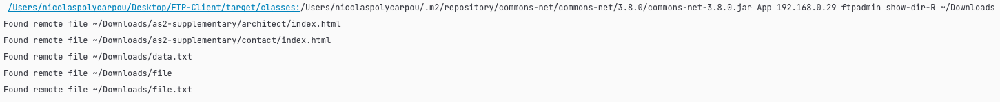 /Users/nicolaspolycarpou/Desktop/FTP-Client/target/classes:/Users/nicolaspolycarpou/.m2/repository/commons-net/commons-net/3.8.0/commons-net-3.8.0.jar App 192.168.0.29 ftpadmin show-dir-R ~/Downloads
Found remote file ~/Downloads/as2-supplementary/architect/index.html
Found remote file ~/Downloads/as2-supplementary/contact/index.html
Found remote file ~/Downloads/data.txt
Found remote file ~/Downloads/file
Found remote file ~/Downloads/file.txt